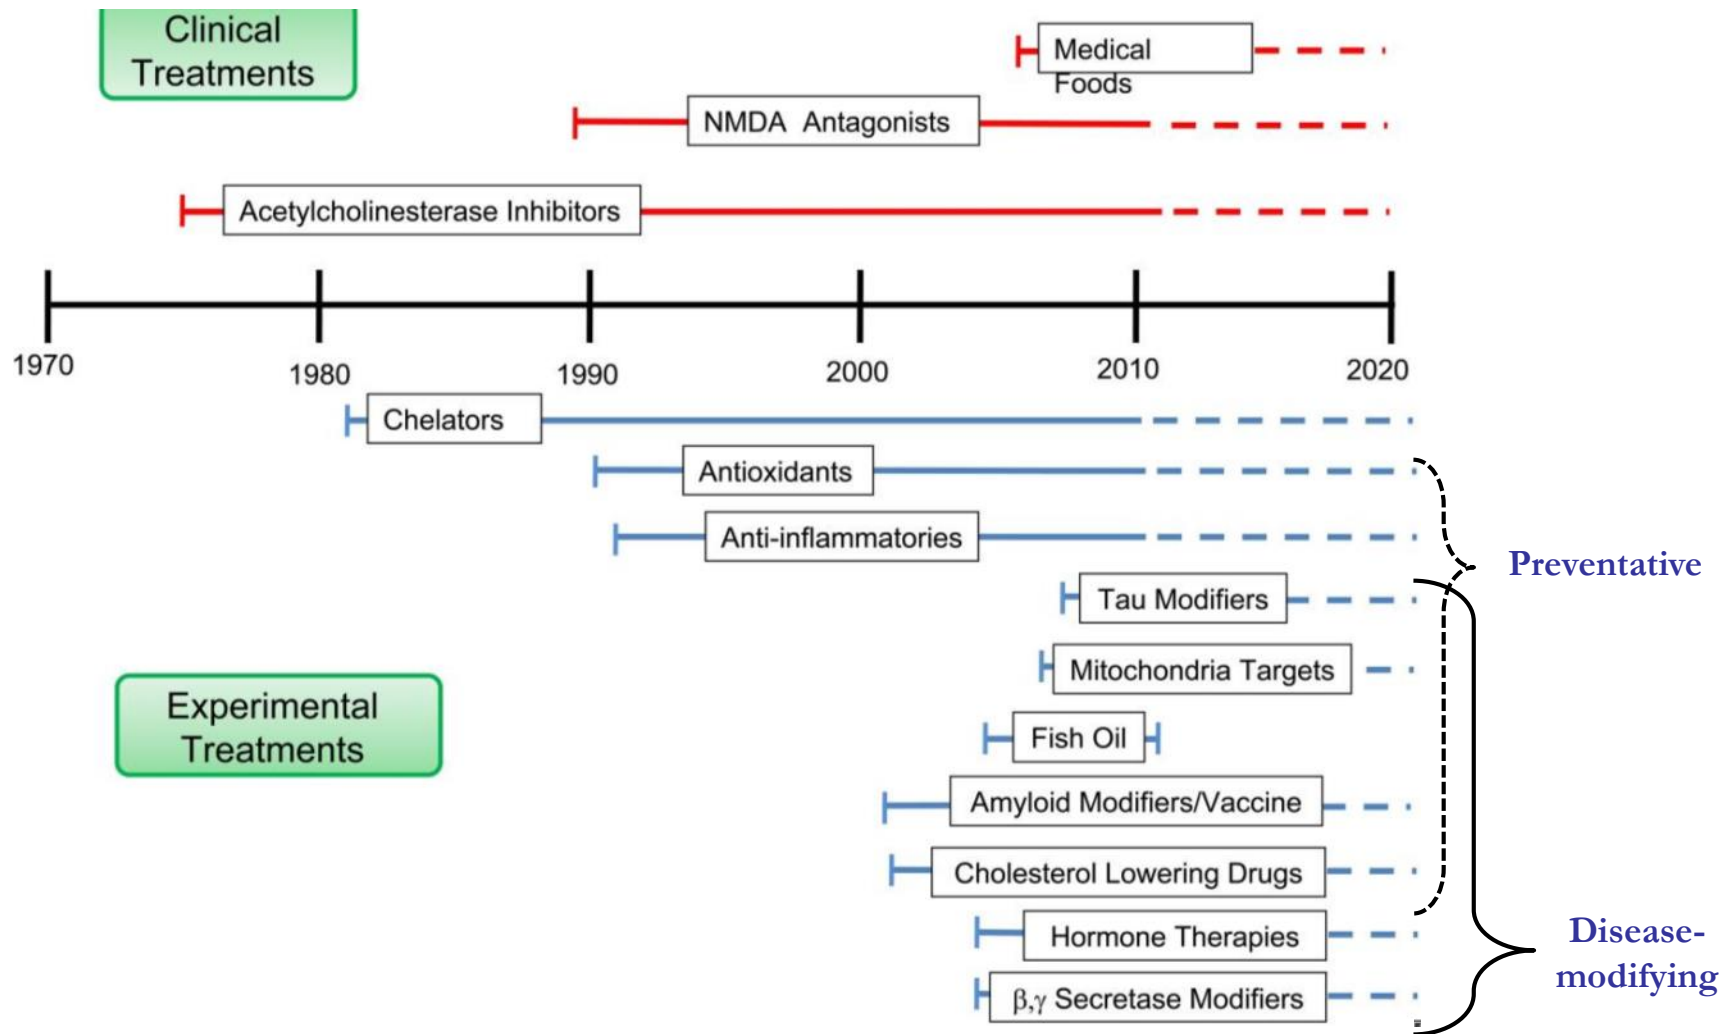 Clinical
Treatments
Medical
Foods
NMDA Antagonists
Acetylcholinesterase Inhibitors
1970
1980
1990
2000
2010
2020
Chelators
Antioxidants
Anti-inflammatories
Preventative
Tau Modifiers
Mitochondria Targets
Experimental
Treatments
Fish Oil
Amyloid Modifiers/Vaccine
Cholesterol Lowering Drugs
Hormone Therapies
Disease-
modifying
β,γ Secretase Modifiers